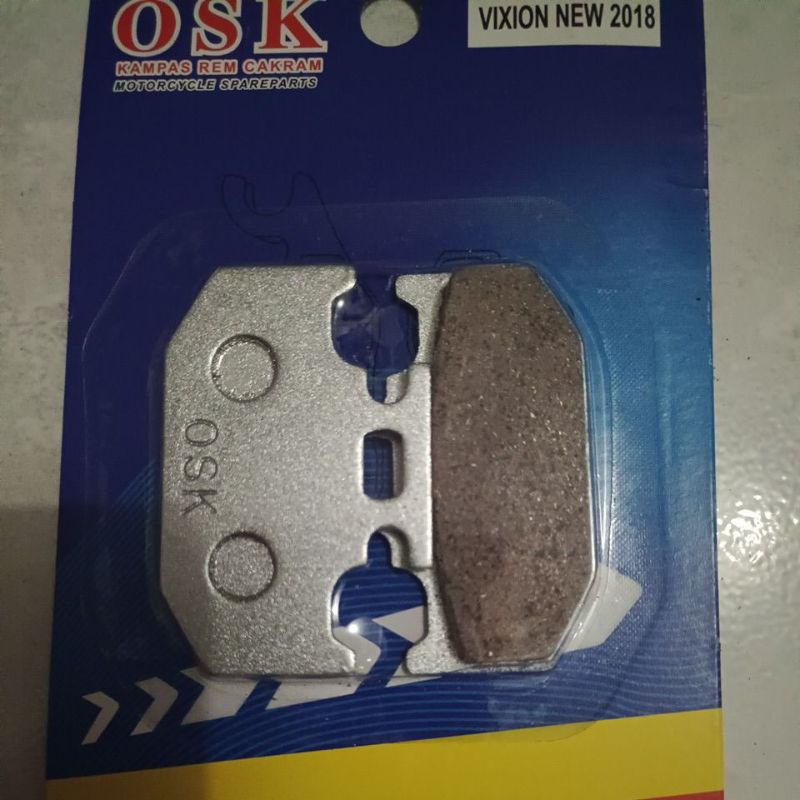 OSK
KAMPAS REM CAKRAM
MOTORCYCLE SPAREPARTS
VIXION NEW 2018
OSK